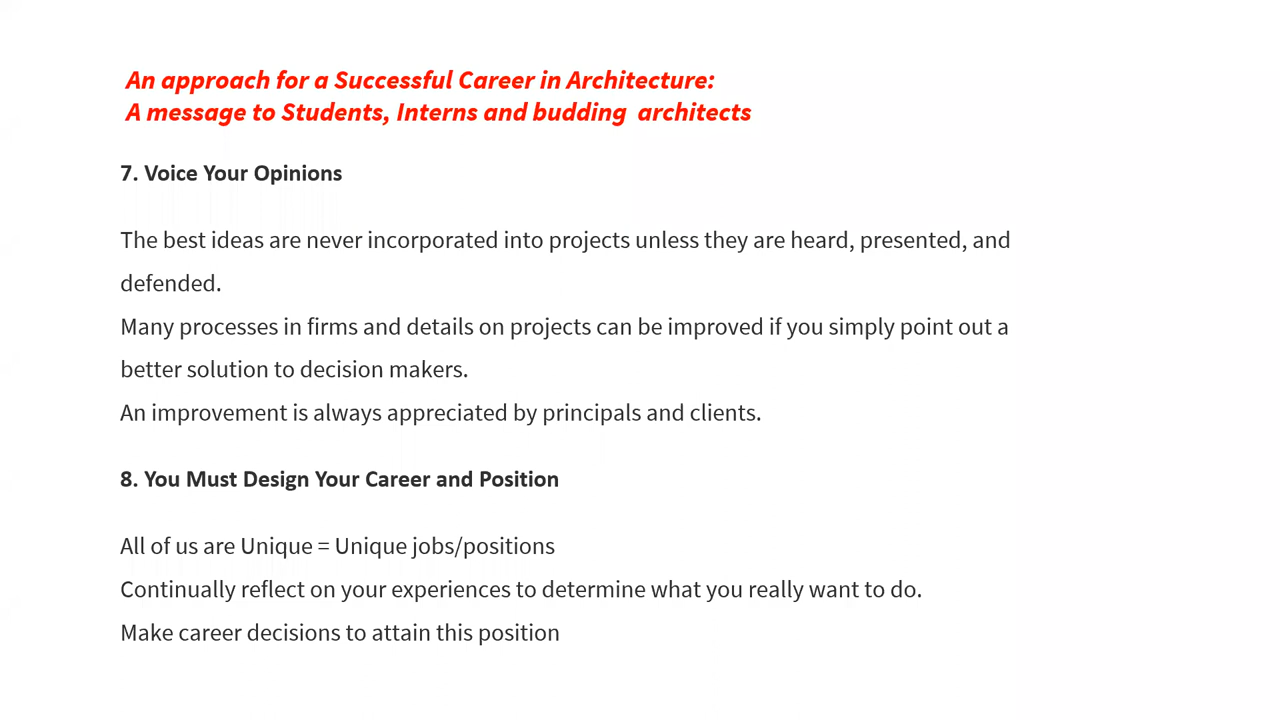 An approach for a Successful Career in Architecture:
A message to Students, Interns and budding  architects
7. Voice Your Opinions
The best ideas are never incorporated into projects unless they are heard, presented, and
defended.
Many processes in firms and details on projects can be improved if you simply point out a
better solution to decision makers.
An improvement is always appreciated by principals and clients.
8. You Must Design Your Career and Position
All of us are Unique = Unique jobs/positions
Continually reflect on your experiences to determine what you really want to do.
Make career decisions to attain this position